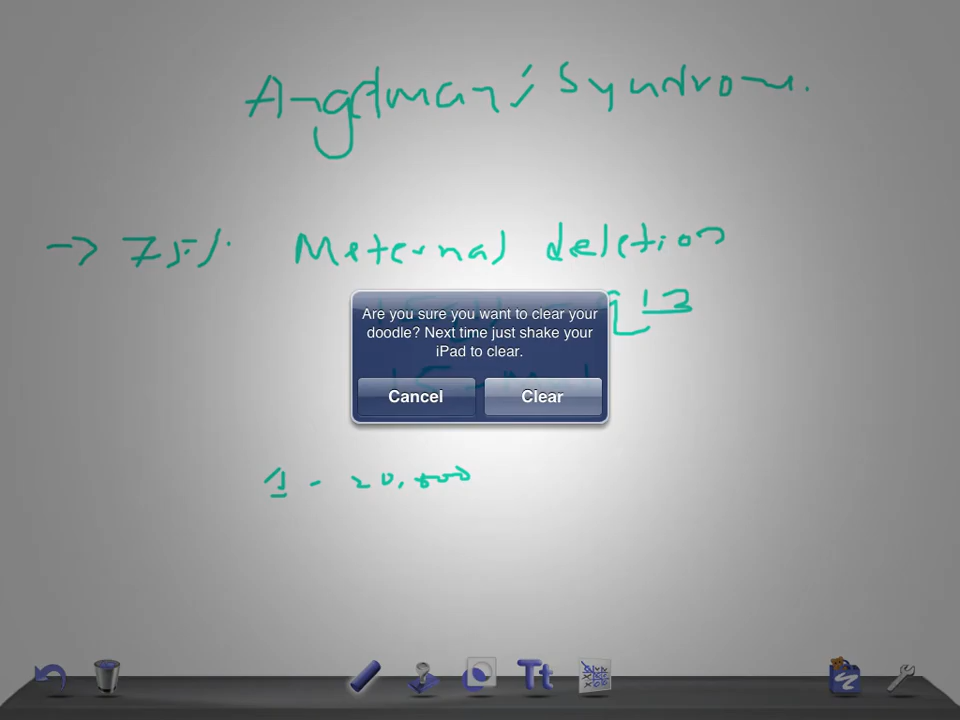 Angelman's Syndrome.
→ 75% Maternal deletion
q13
Are you sure you want to clear your
doodle? Next time just shake your
iPad to clear.
Cancel Clear
1 - 20,000
Tt